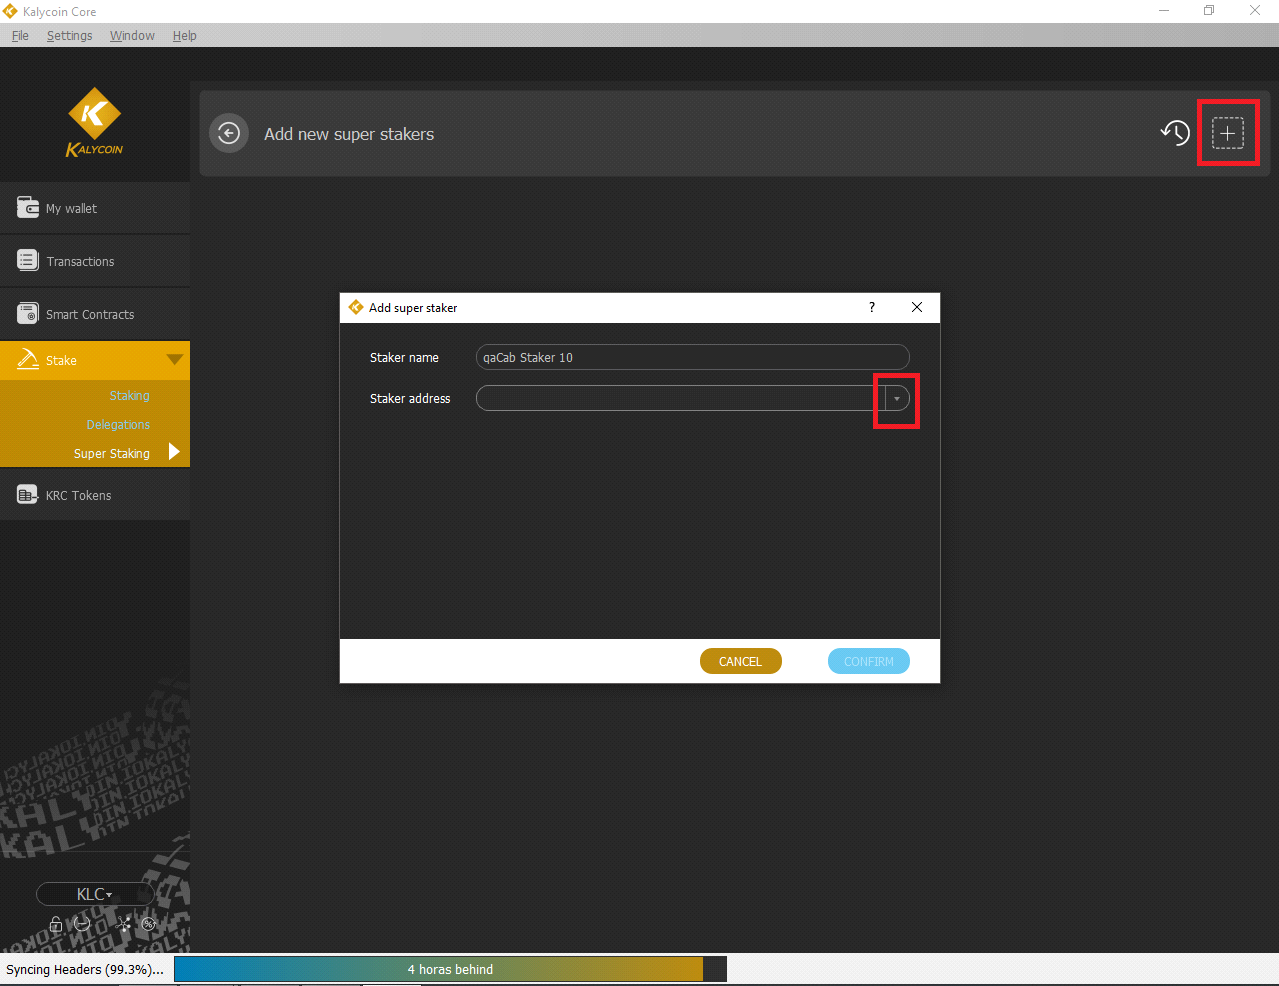 Kalycoin Core
File Settings Window Help
KALYCOIN
Add new super stakers
My wallet
Transactions
Smart Contracts
Stake
Staking
Delegations
Super Staking
KRC Tokens
Add super staker ?
Staker name qaCab Staker 10
Staker address
CANCEL CONFIRM
KLC
Syncing Headers (99.3%)... 4 horas behind